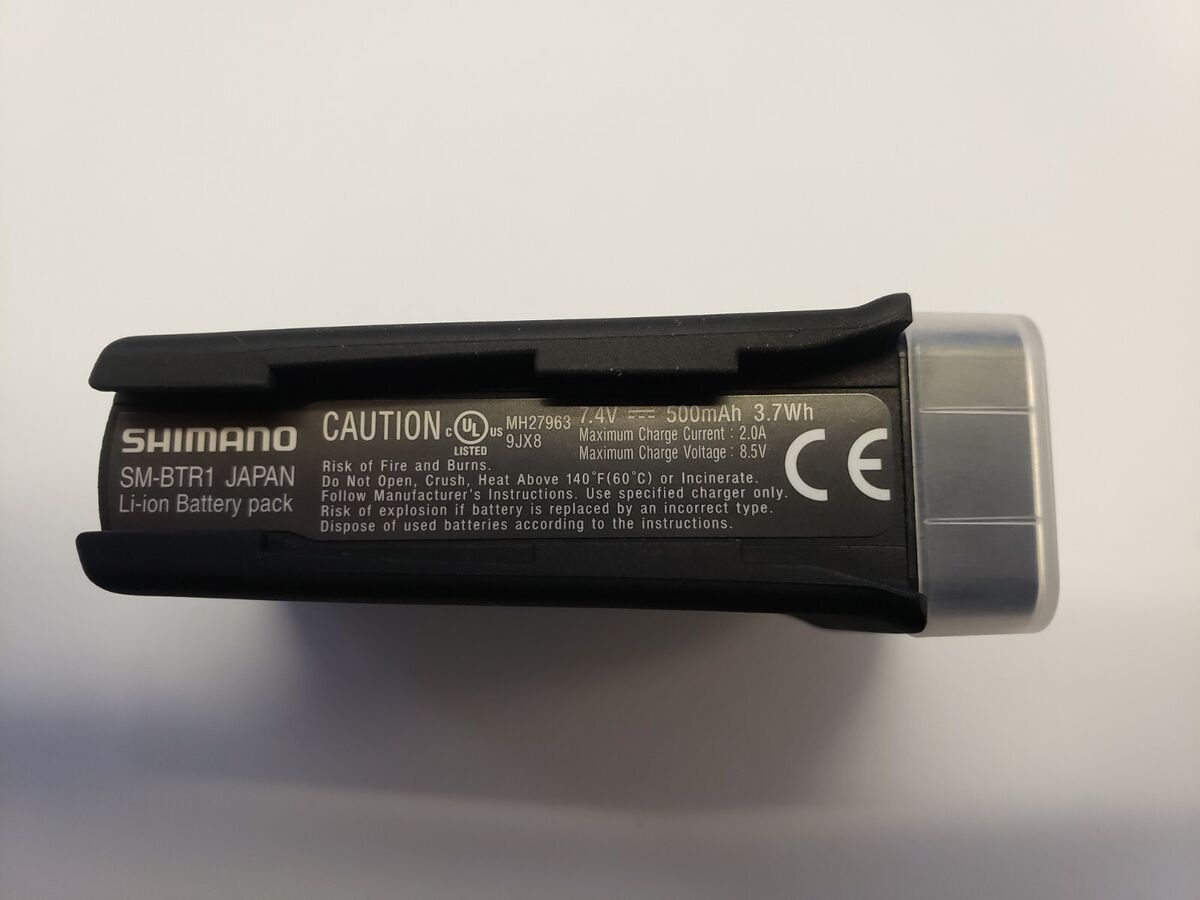 SHIMANO
SM-BTR1 JAPAN
Li-ion Battery pack
CAUTION
c UL us
LISTED
MH27963
9JX8
7.4V ⎓ 500mAh 3.7Wh
Maximum Charge Current : 2.0A
Maximum Charge Voltage : 8.5V
Risk of Fire and Burns.
Do Not Open, Crush, Heat Above 140°F(60°C) or Incinerate.
Follow Manufacturer's Instructions. Use specified charger only.
Risk of explosion if battery is replaced by an incorrect type.
Dispose of used batteries according to the instructions.
CE